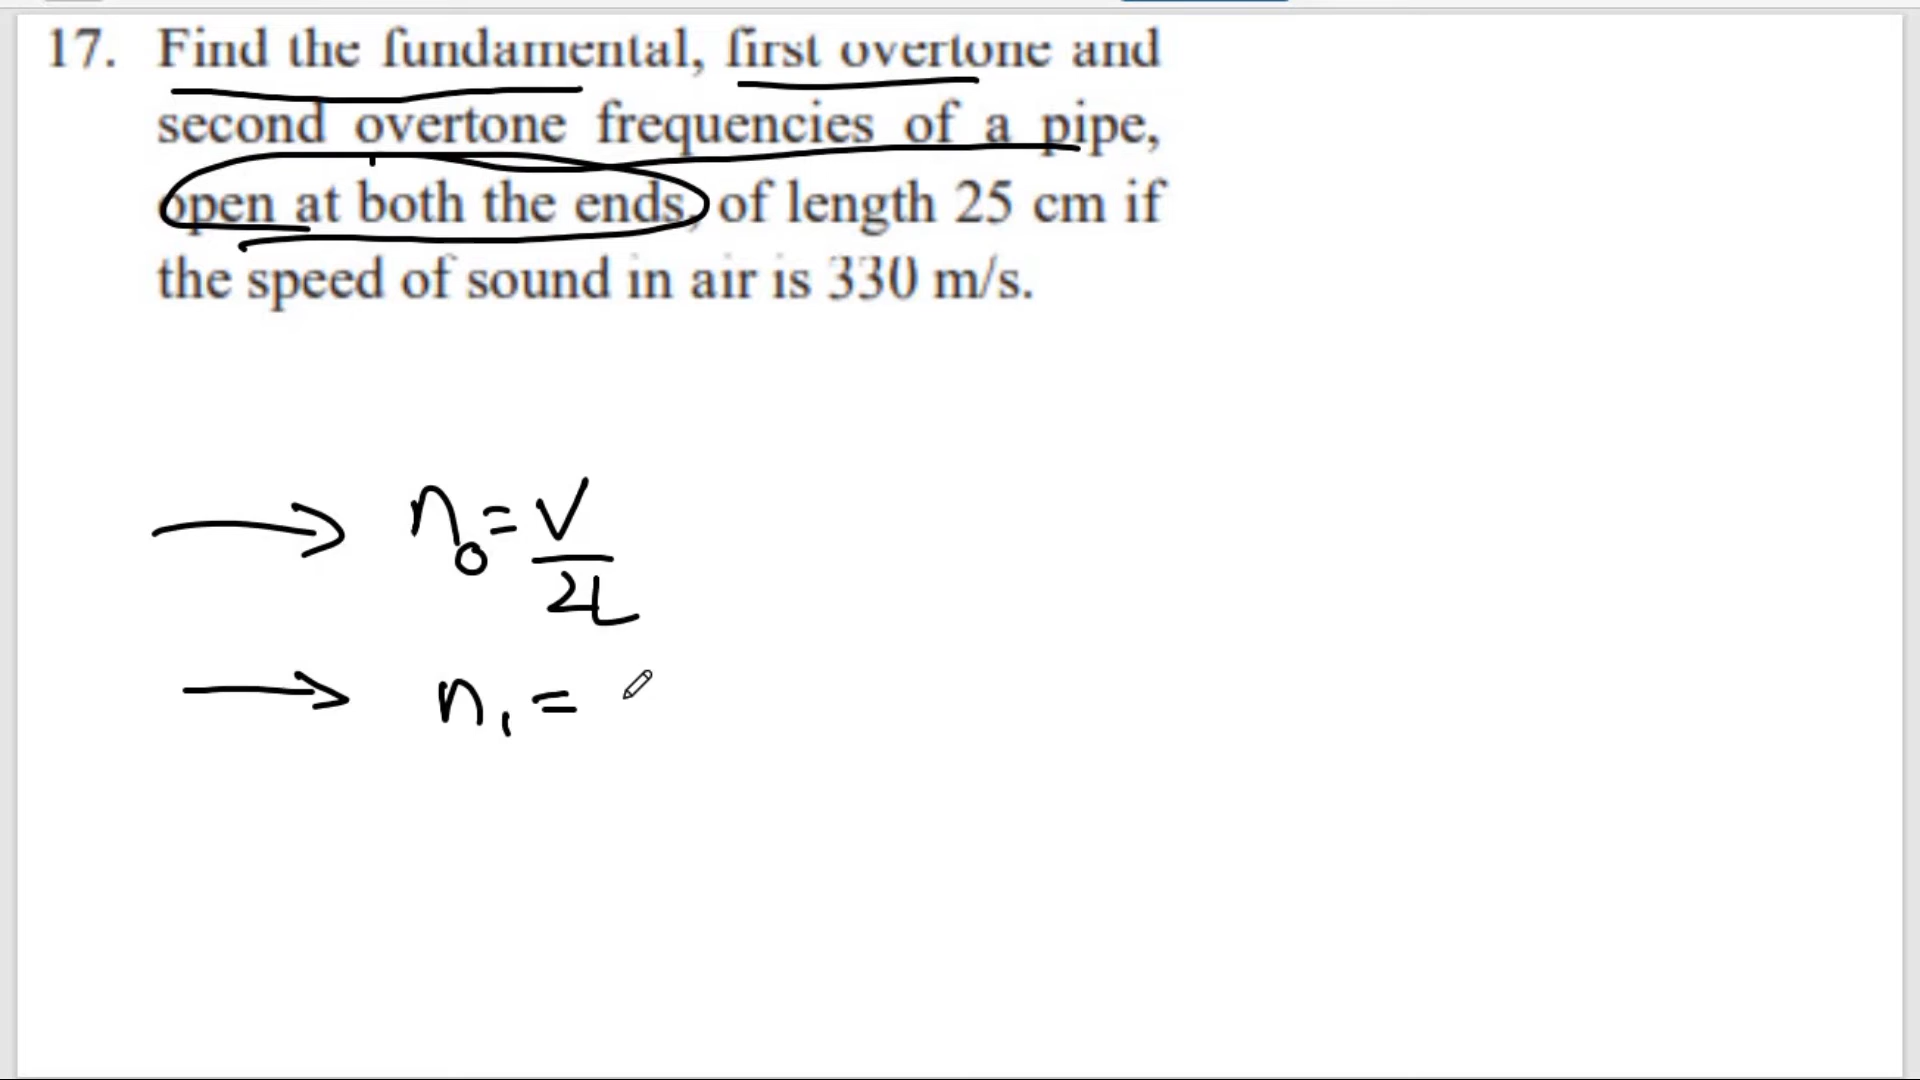 17. Find the fundamental, first overtone and
second overtone frequencies of a pipe,
open at both the ends, of length 25 cm if
the speed of sound in air is 330 m/s.
→ n₀ = V
2L
→ n₁ =